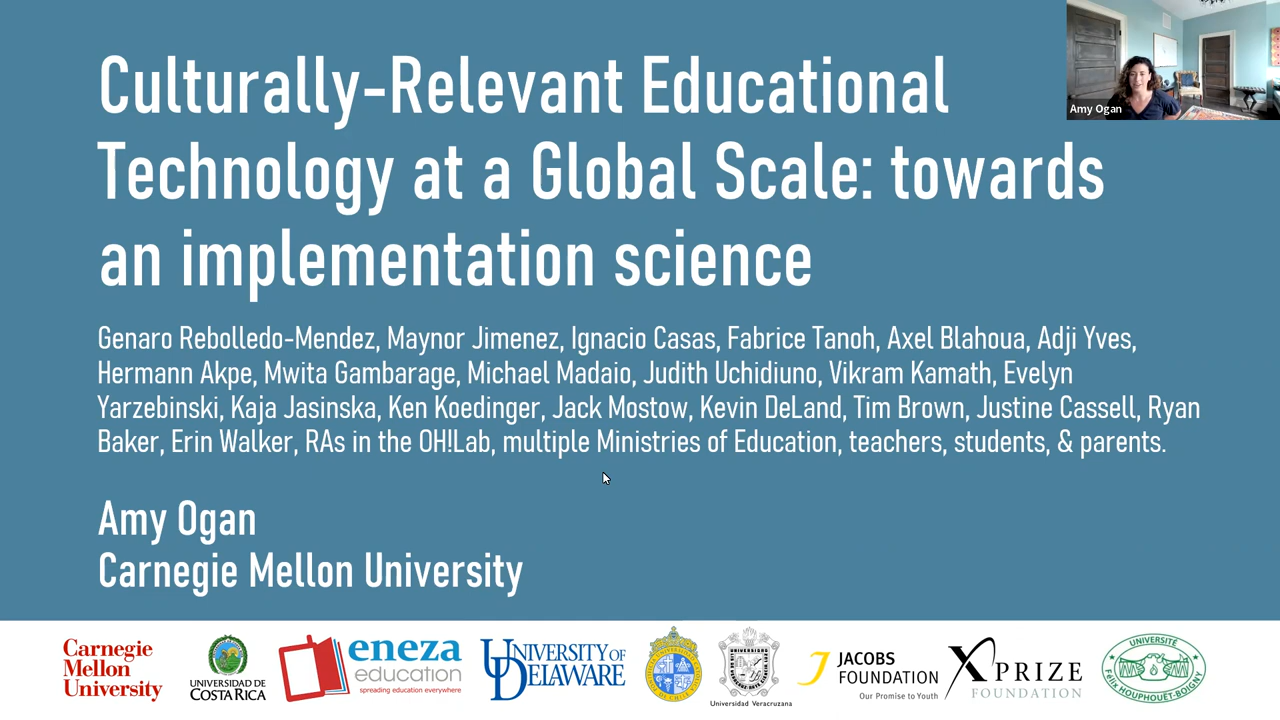 Culturally-Relevant Educational
Technology at a Global Scale: towards
an implementation science
Amy Ogan
Genaro Rebolledo-Mendez, Maynor Jimenez, Ignacio Casas, Fabrice Tanoh, Axel Blahoua, Adji Yves,
Hermann Akpe, Mwita Gambarage, Michael Madaio, Judith Uchidiuno, Vikram Kamath, Evelyn
Yarzebinski, Kaja Jasinska, Ken Koedinger, Jack Mostow, Kevin DeLand, Tim Brown, Justine Cassell, Ryan
Baker, Erin Walker, RAs in the OH!Lab, multiple Ministries of Education, teachers, students, & parents.
Amy Ogan
Carnegie Mellon University
Carnegie
Mellon
University
UNIVERSIDAD DE
COSTA RICA
eneza
education
spreading education everywhere
UNIVERSITY OF
DELAWARE
UD
Universidad Veracruzana
JACOBS
FOUNDATION
Our Promise to Youth
XPRIZE
FOUNDATION
UNIVERSITÉ
Félix HOUPHOUËT-BOIGNY